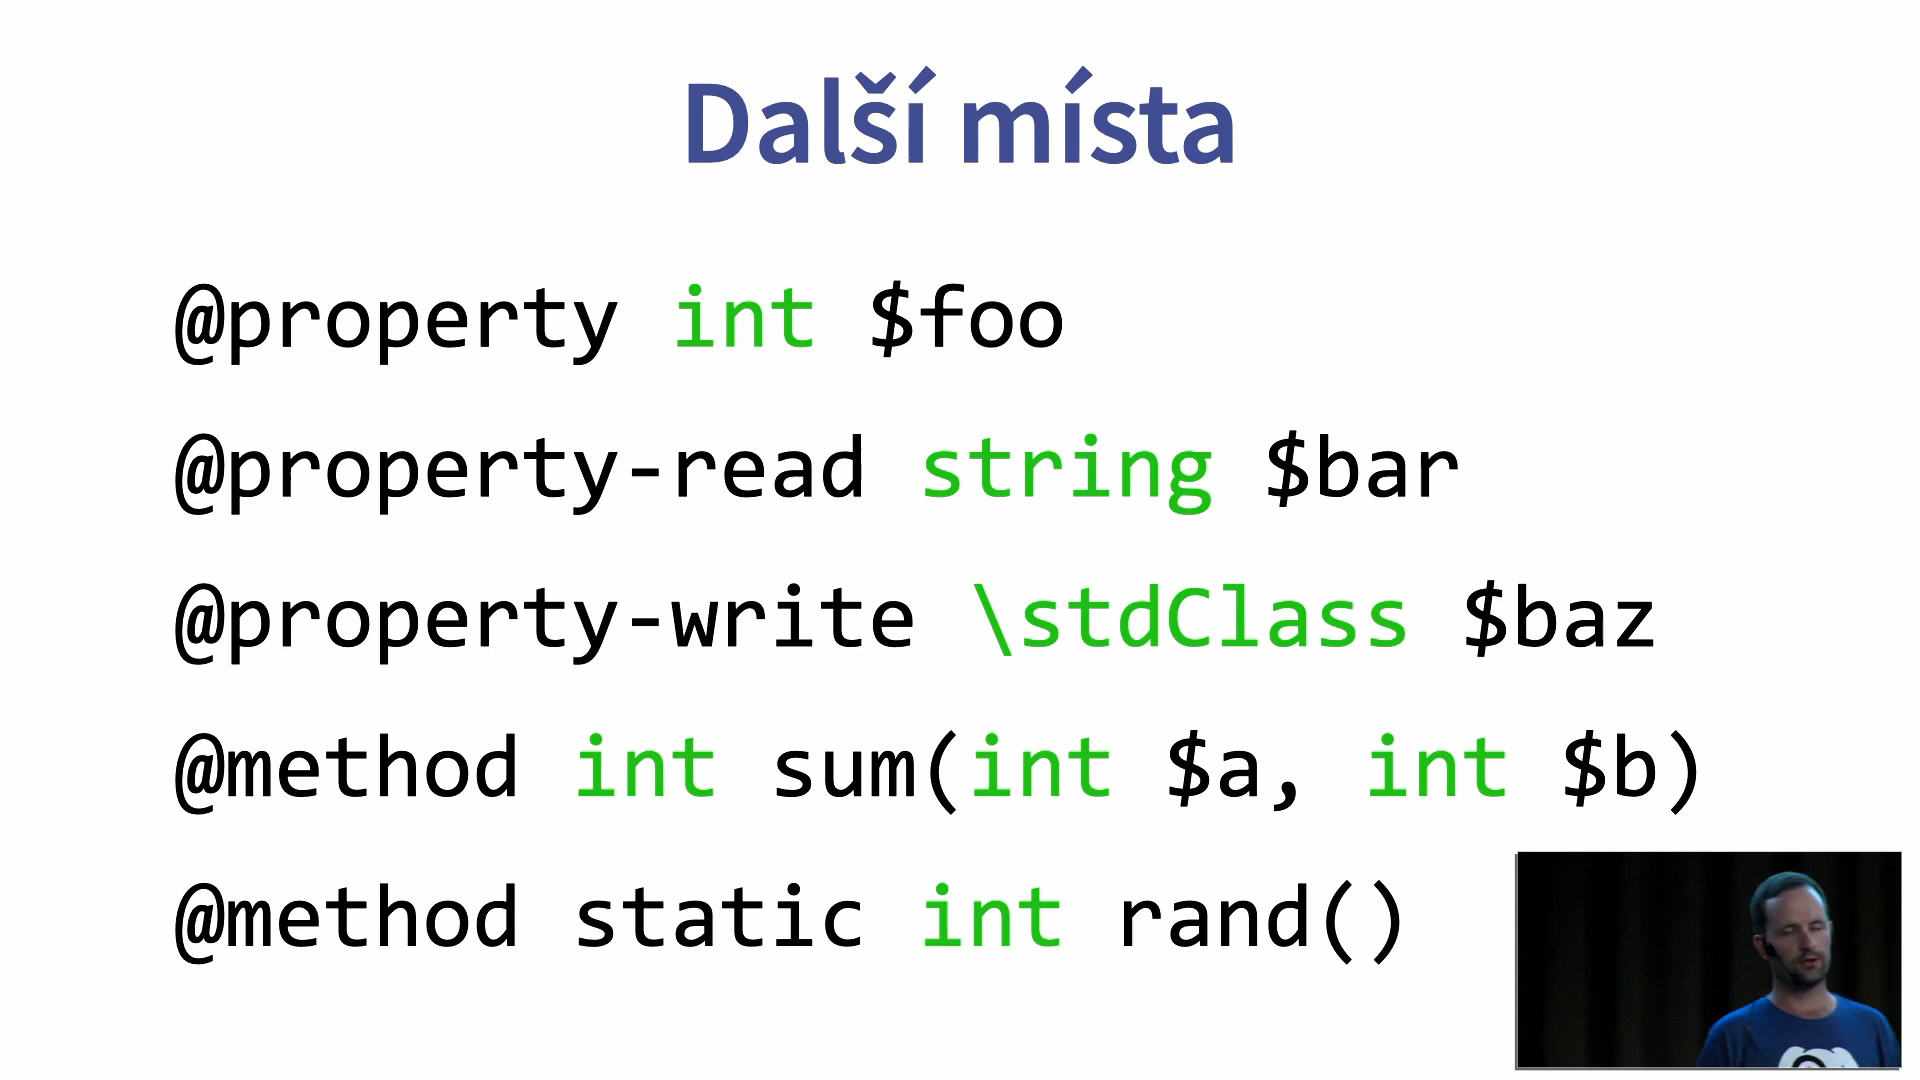 Další místa
@property int $foo
@property-read string $bar
@property-write \stdClass $baz
@method int sum(int $a, int $b)
@method static int rand()